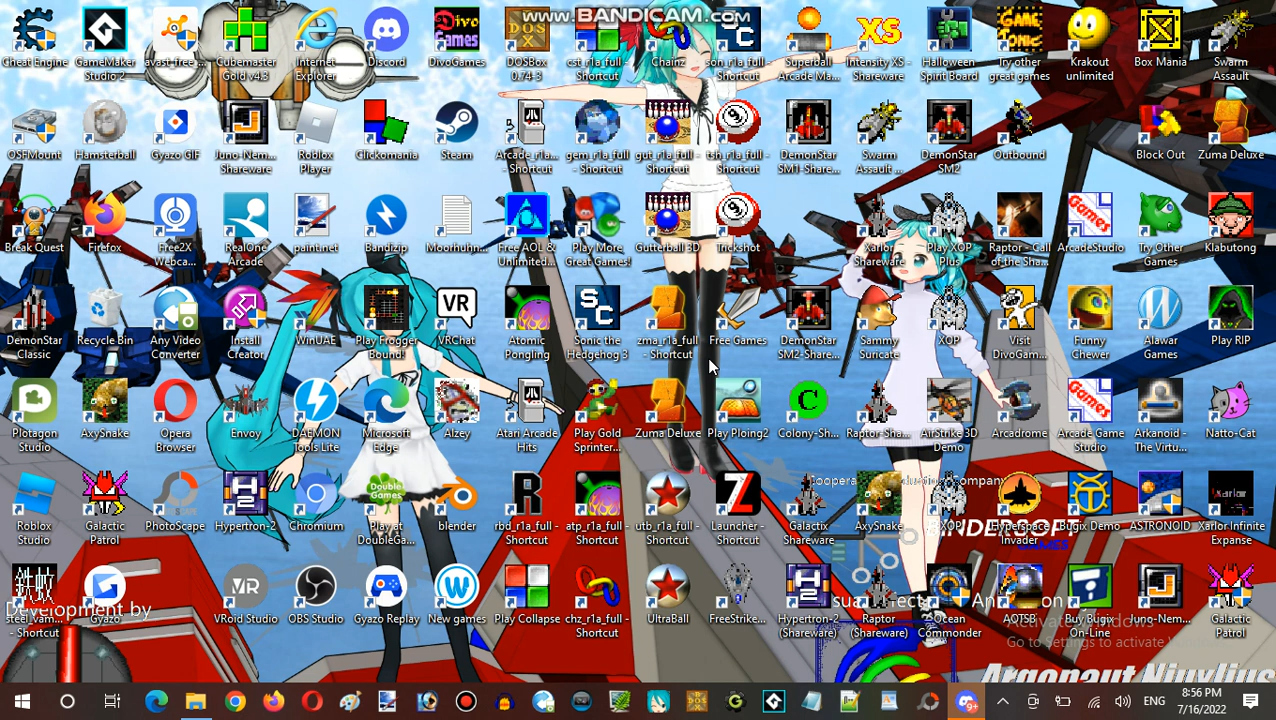 www.BANDICAM.com
Cheat Engine
GameMaker
Studio 2
avast_free_...
Cubemaster
Gold v4.3
Internet
Explorer
Discord
DivoGames
DOSBox
0.74-3
cst_r1a_full -
Shortcut
Chainz
son_r1a_full -
Shortcut
Superball
Arcade Ma...
Intensity XS -
Shareware
Halloween
Spirit Board
Try other
great games
Krakout
unlimited
Box Mania
Swarm
Assault
OSFMount
Hamsterball
Gyazo GIF
Juno-Nem...
Shareware
Roblox
Player
Clickomania
Steam
Arcade_r1a...
- Shortcut
gem_r1a_full
- Shortcut
gut_r1a_full -
Shortcut
tsh_r1a_full -
Shortcut
DemonStar
SM1-Share...
Swarm
Assault ...
DemonStar
SM2
Outbound
Block Out
Zuma Deluxe
Break Quest
Firefox
Free2X
Webca...
RealOne
Arcade
paint.net
Bandizip
Moorhuhn...
Free AOL &
Unlimited...
Play More
Great Games!
Gutterball 3D
Trickshot
Xarlor
Shareware
Play XOP
Plus
Raptor - Call
of the Sha...
ArcadeStudio
Try Other
Games
Klabutong
DemonStar
Classic
Recycle Bin
Any Video
Converter
Install
Creator
WinUAE
Play Frogger
Bound!
VRChat
Atomic
Pongling
Sonic the
Hedgehog 3
zma_r1a_full
- Shortcut
Free Games
DemonStar
SM2-Share...
Sammy
Suricate
XOP
Visit
DivoGam...
Funny
Chewer
Alawar
Games
Play RIP
Plotagon
Studio
AxySnake
Opera
Browser
Envoy
DAEMON
Tools Lite
Microsoft
Edge
Alzey
Atari Arcade
Hits
Play Gold
Sprinter...
Zuma Deluxe
Play Ploing2
Colony-Sh...
Raptor-Sha...
AirStrike 3D
Demo
Arcadrome
Arcade Game
Studio
Arkanoid -
The Virtu...
Natto-Cat
Roblox
Studio
Galactic
Patrol
PhotoScape
Hypertron-2
Chromium
Play at
DoubleGa...
blender
rbd_r1a_full -
Shortcut
atp_r1a_full -
Shortcut
utb_r1a_full -
Shortcut
Launcher -
Shortcut
Galactix
Shareware
AxySnake
XOP
Hyperspace
Invader
Bugix Demo
ASTRONOID
Xarlor Infinite
Expanse
- Shortcut
Gyazo
VRoid Studio
OBS Studio
Gyazo Replay
New games
Play Collapse
chz_r1a_full -
Shortcut
UltraBall
FreeStrike...
Hypertron-2
(Shareware)
Raptor
(Shareware)
Ocean
Commonder
AOTSB
Buy Bugix
On-Line
Juno-Nem...
Shareware
Galactic
Patrol
Development by
Activate Windows
Go to Settings to activate
ENG
8:56 PM
7/16/2022